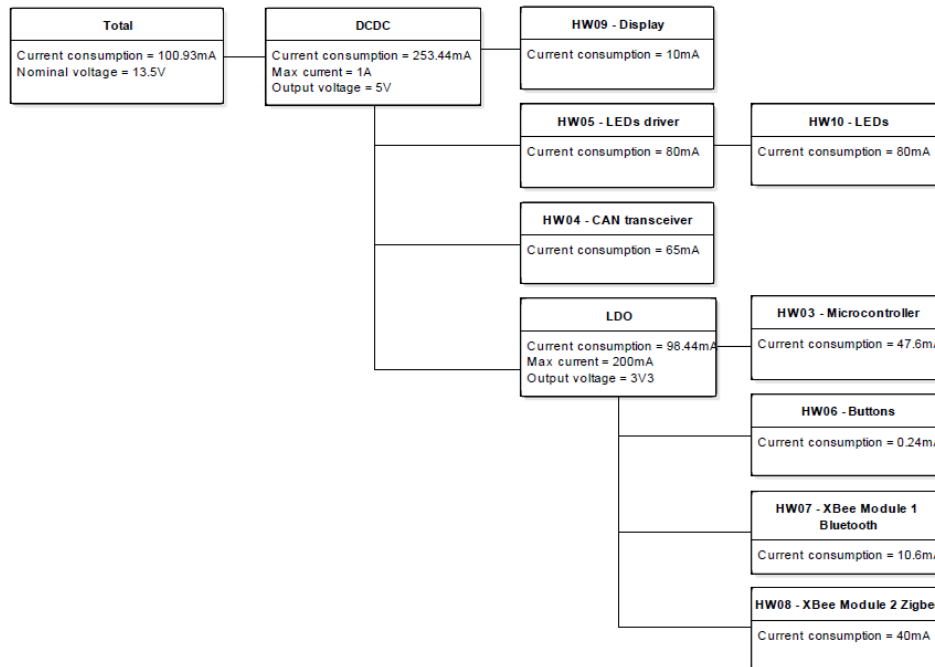 Total
Current consumption = 100.93mA
Nominal voltage = 13.5V
DCDC
Current consumption = 253.44mA
Max current = 1A
Output voltage = 5V
HW09 - Display
Current consumption = 10mA
HW05 - LEDs driver
Current consumption = 80mA
HW10 - LEDs
Current consumption = 80mA
HW04 - CAN transceiver
Current consumption = 65mA
LDO
Current consumption = 98.44mA
Max current = 200mA
Output voltage = 3V3
HW03 - Microcontroller
Current consumption = 47.6m
HW06 - Buttons
Current consumption = 0.24m
HW07 - XBee Module 1
Bluetooth
Current consumption = 10.6m
HW08 - XBee Module 2 Zigbee
Current consumption = 40mA